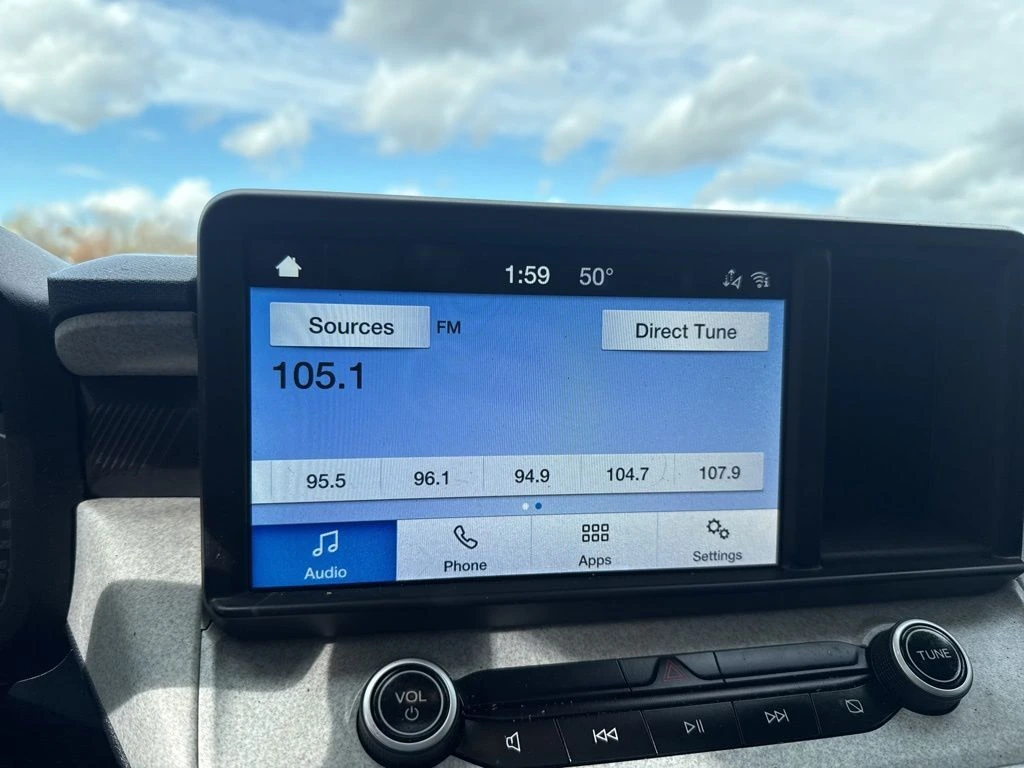 1:59 50°
Sources FM Direct Tune
105.1
95.5 96.1 94.9 104.7 107.9
Audio Phone Apps Settings
VOL
TUNE